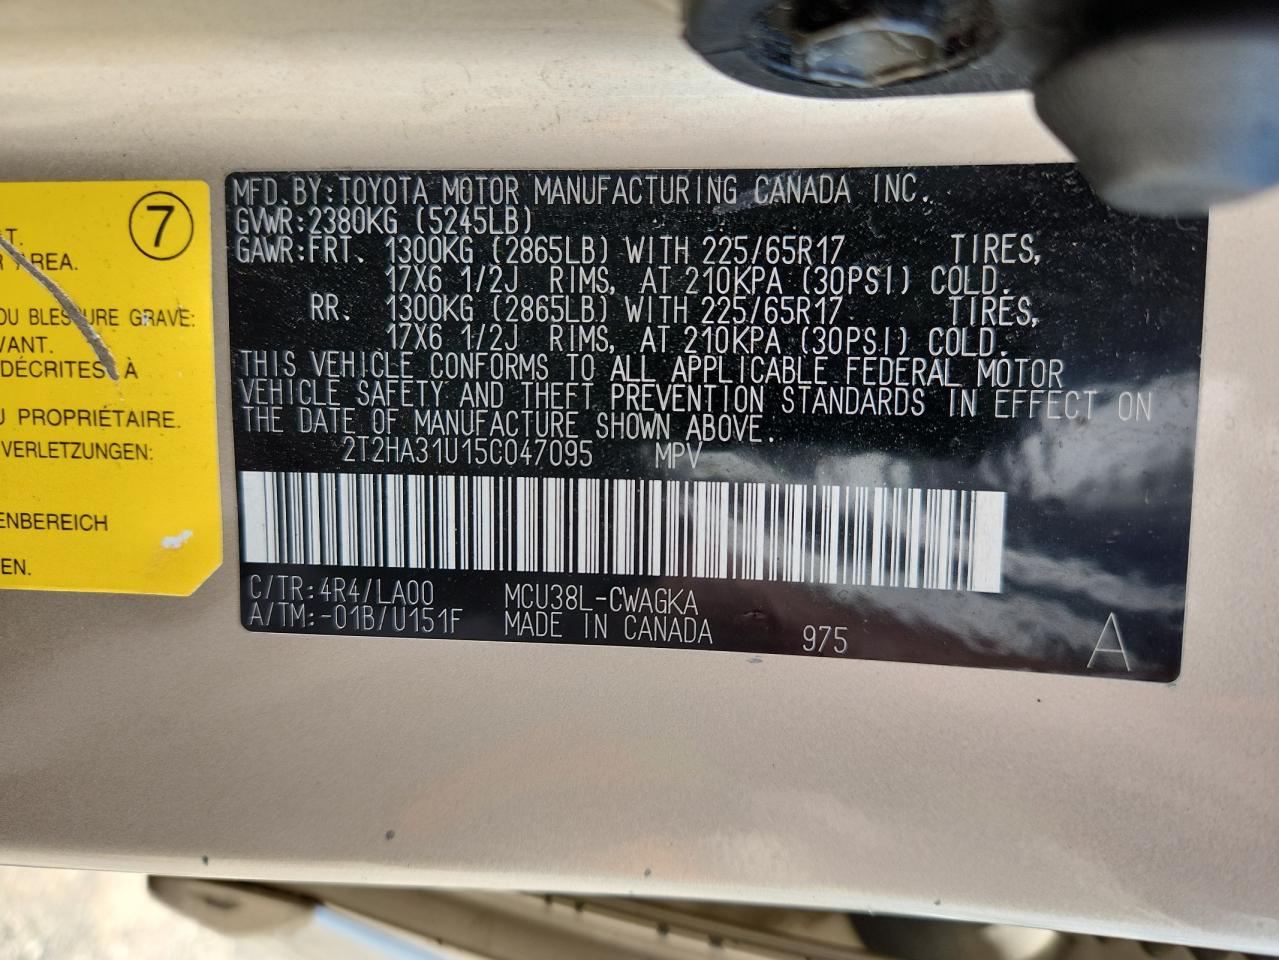 7
T.
R AREA.
OU BLESSURE GRAVE:
VANT.
DÉCRITES À
U PROPRIÉTAIRE.
VERLETZUNG:
ENBEREICH
EN.
MFD.BY:TOYOTA MOTOR MANUFACTURING CANADA INC.
GVWR:2380KG (5245LB)
GAWR:FRT. 1300KG (2865LB) WITH 225/65R17 TIRES,
17X6 1/2J RIMS, AT 210KPA (30PSI) COLD.
RR. 1300KG (2865LB) WITH 225/65R17 TIRES,
17X6 1/2J RIMS, AT 210KPA (30PSI) COLD.
THIS VEHICLE CONFORMS TO ALL APPLICABLE FEDERAL MOTOR
VEHICLE SAFETY AND THEFT PREVENTION STANDARDS IN EFFECT ON
THE DATE OF MANUFACTURE SHOWN ABOVE.
2T2HA31U15C047095 MPV
C/TR:4R4/LA00 MCU38L-CWAGKA
A/TM:-01B/U151F MADE IN CANADA 975 A